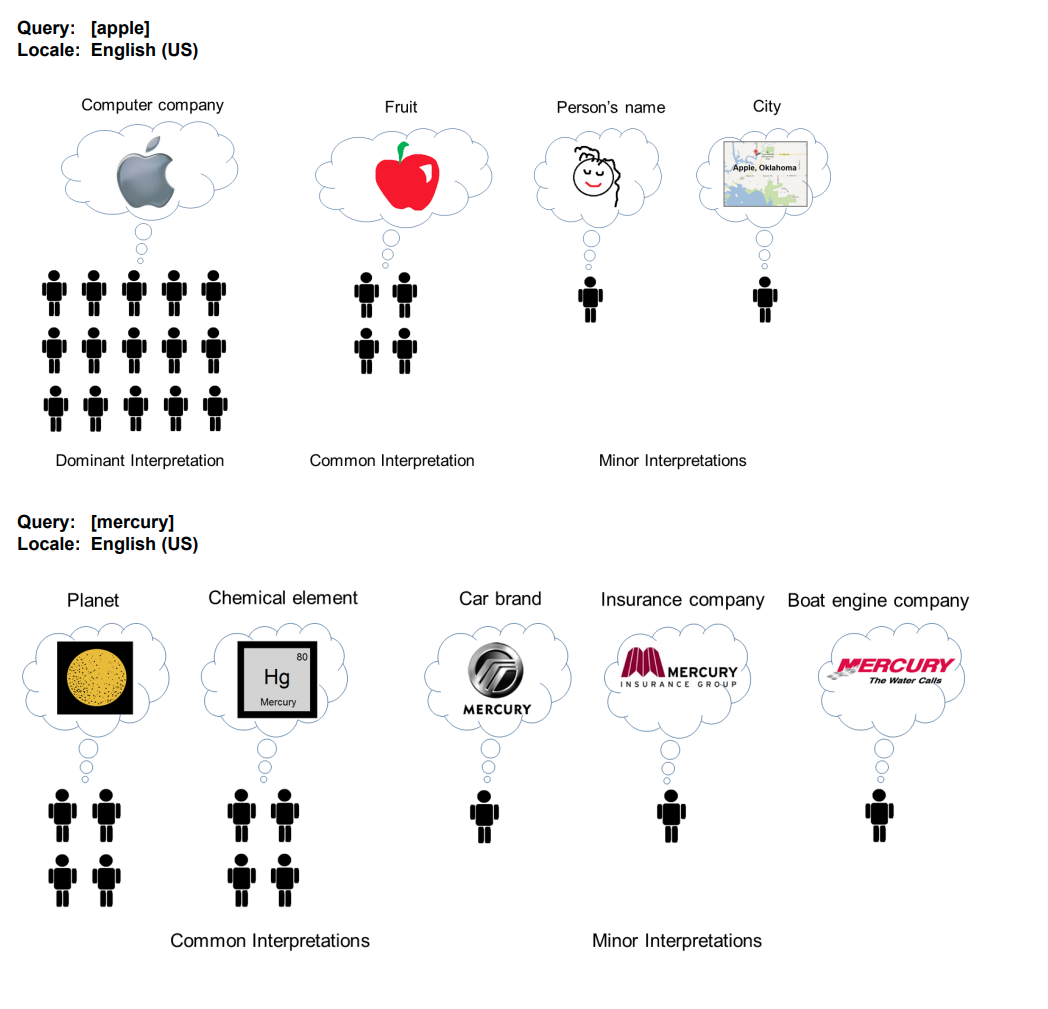 Query: [apple]
Locale: English (US)
Computer company
Fruit
Person's name
City
Apple, Oklahoma
Dominant Interpretation
Common Interpretation
Minor Interpretations
Query: [mercury]
Locale: English (US)
Planet
Chemical element
Car brand
Insurance company
Boat engine company
80
Hg
Mercury
MERCURY
MERCURY
INSURANCE GROUP
MERCURY
The Water Calls
Common Interpretations
Minor Interpretations